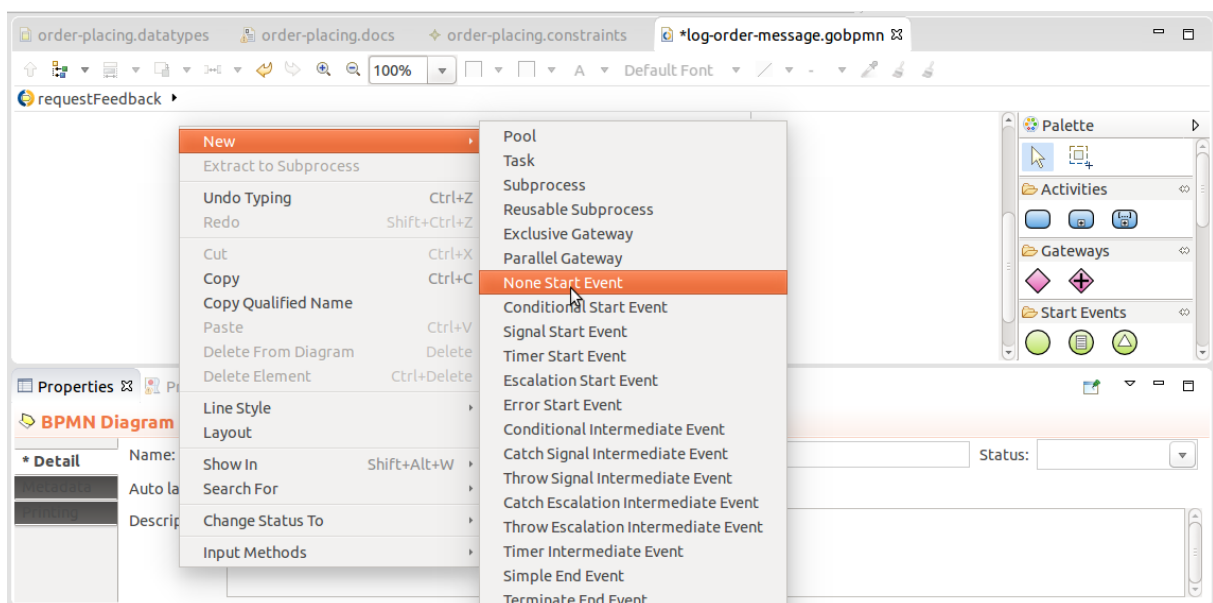 order-placing.datatypes order-placing.docs order-placing.constraints *log-order-message.gobpmn
100% A Default Font
requestFeedback
New
Extract to Subprocess
Undo Typing Ctrl+Z
Redo Shift+Ctrl+Z
Cut Ctrl+X
Copy Ctrl+C
Copy Qualified Name
Paste Ctrl+V
Delete From Diagram Delete
Delete Element Ctrl+Delete
Line Style
Layout
Show In Shift+Alt+W
Search For
Change Status To
Input Methods
Pool
Task
Subprocess
Reusable Subprocess
Exclusive Gateway
Parallel Gateway
None Start Event
Conditional Start Event
Signal Start Event
Timer Start Event
Escalation Start Event
Error Start Event
Conditional Intermediate Event
Catch Signal Intermediate Event
Throw Signal Intermediate Event
Catch Escalation Intermediate Event
Throw Escalation Intermediate Event
Timer Intermediate Event
Simple End Event
Terminate End Event
Palette
Activities
Gateways
Start Events
Properties
BPMN Diagram
* Detail
Metadata
Printing
Name:
Auto la
Descrip
Status: